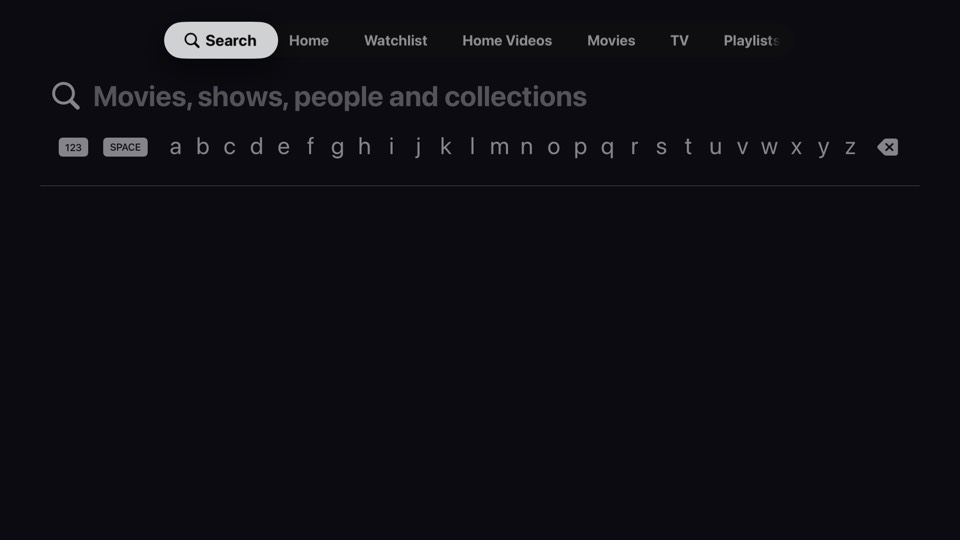 Search Home Watchlist Home Videos Movies TV Playlists
Movies, shows, people and collections
123 SPACE a b c d e f g h i j k l m n o p q r s t u v w x y z